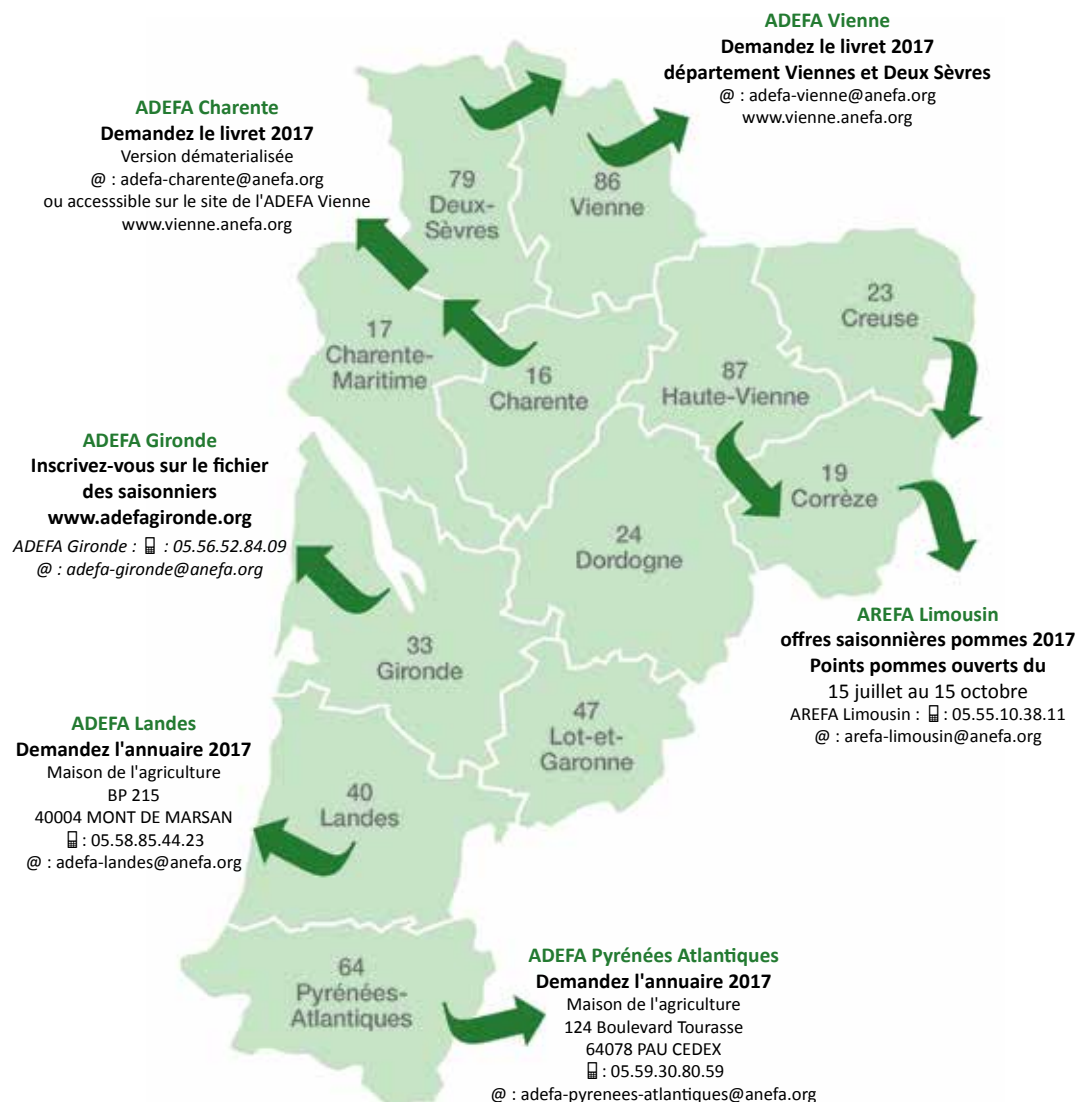 ADEFA Vienne
Demandez le livret 2017
département Viennes et Deux Sèvres
@ : adefa-vienne@anefa.org
www.vienne.anefa.org
ADEFA Charente
Demandez le livret 2017
Version dématerialisée
@ : adefa-charente@anefa.org
ou accesssible sur le site de l'ADEFA Vienne
www.vienne.anefa.org
79
Deux-
Sèvres
86
Vienne
23
Creuse
17
Charente-
Maritime
16
Charente
87
Haute-Vienne
19
Corrèze
24
Dordogne
ADEFA Gironde
Inscrivez-vous sur le fichier
des saisonniers
www.adefagironde.org
ADEFA Gironde : : 05.56.52.84.09
@ : adefa-gironde@anefa.org
33
Gironde
47
Lot-et-
Garonne
AREFA Limousin
offres saisonnières pommes 2017
Points pommes ouverts du
15 juillet au 15 octobre
AREFA Limousin : : 05.55.10.38.11
@ : arefa-limousin@anefa.org
ADEFA Landes
Demandez l'annuaire 2017
Maison de l'agriculture
BP 215
40004 MONT DE MARSAN
: 05.58.85.44.23
@ : adefa-landes@anefa.org
40
Landes
64
Pyrénées-
Atlantiques
ADEFA Pyrénées Atlantiques
Demandez l'annuaire 2017
Maison de l'agriculture
124 Boulevard Tourasse
64078 PAU CEDEX
: 05.59.30.80.59
@ : adefa-pyrenees-atlantiques@anefa.org